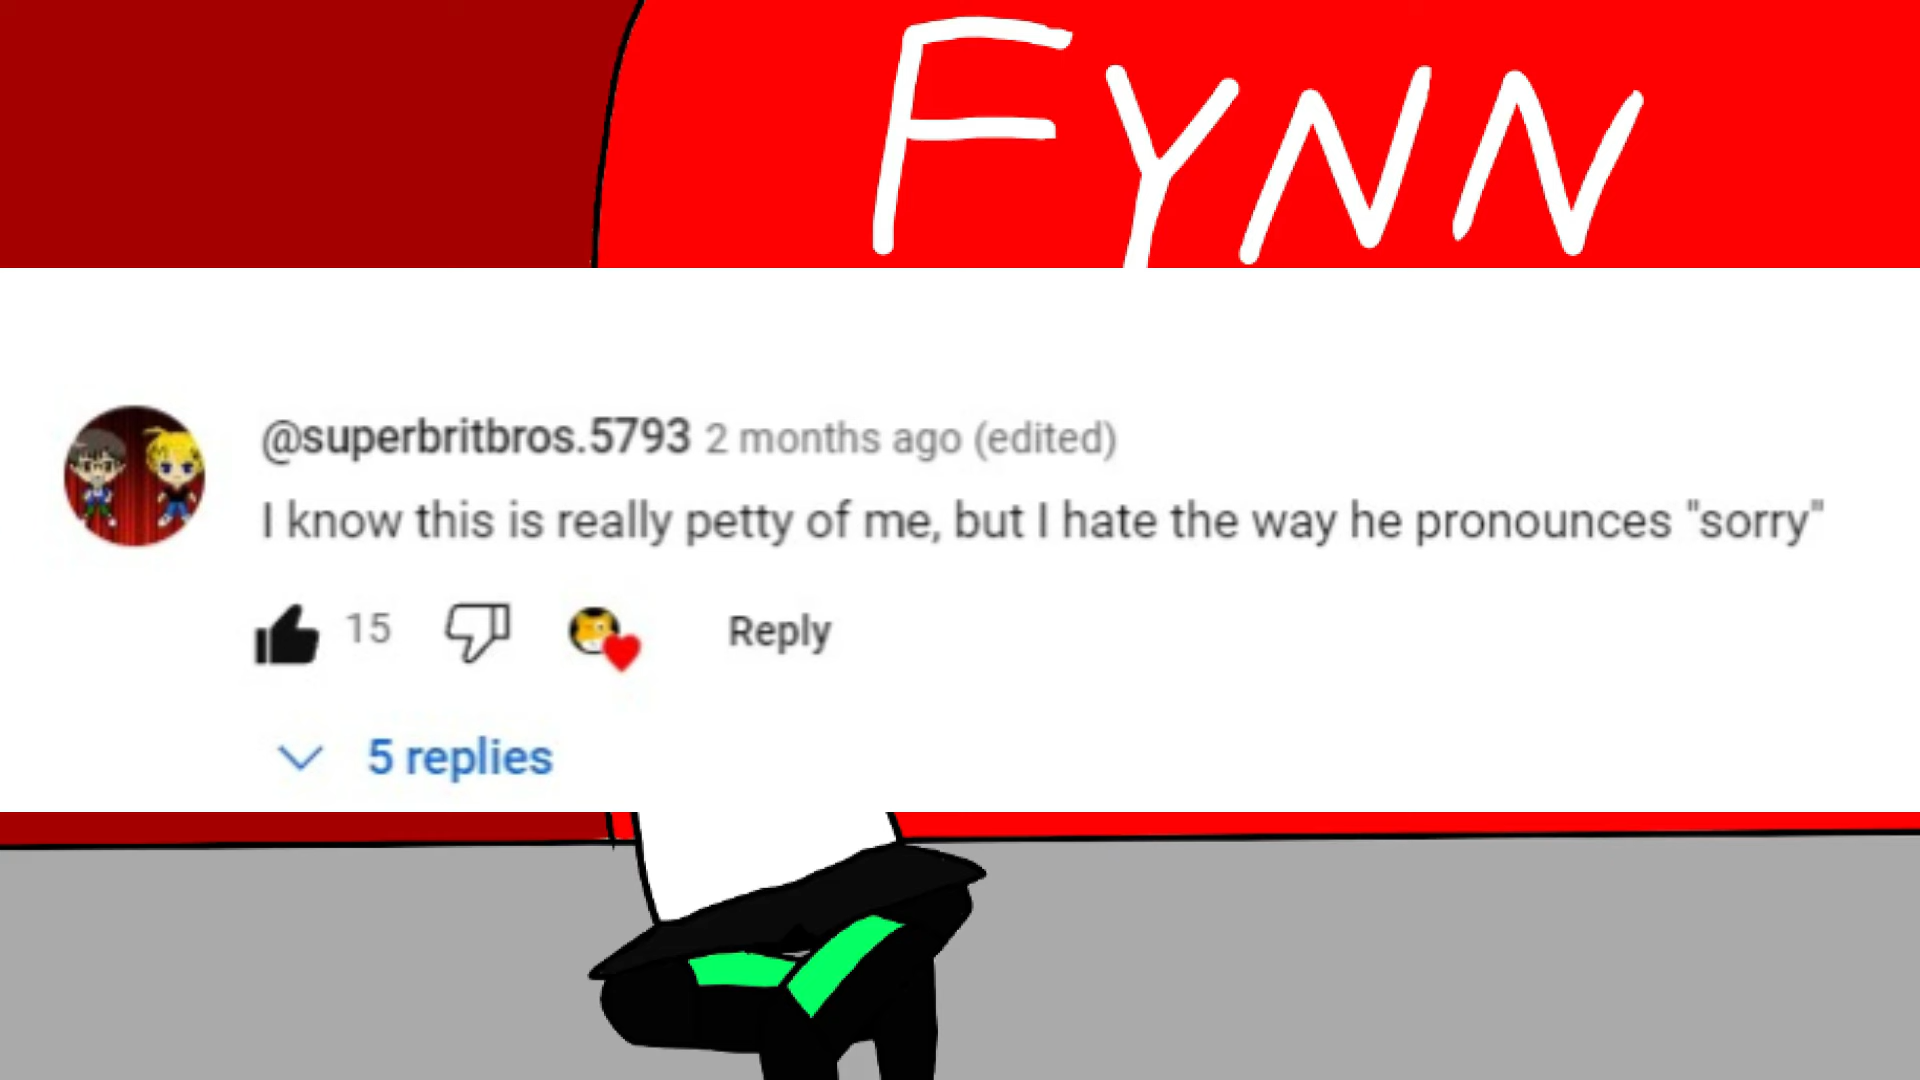 FYNN
@superbritbros.5793 2 months ago (edited)
I know this is really petty of me, but I hate the way he pronounces "sorry"
15 Reply
5 replies